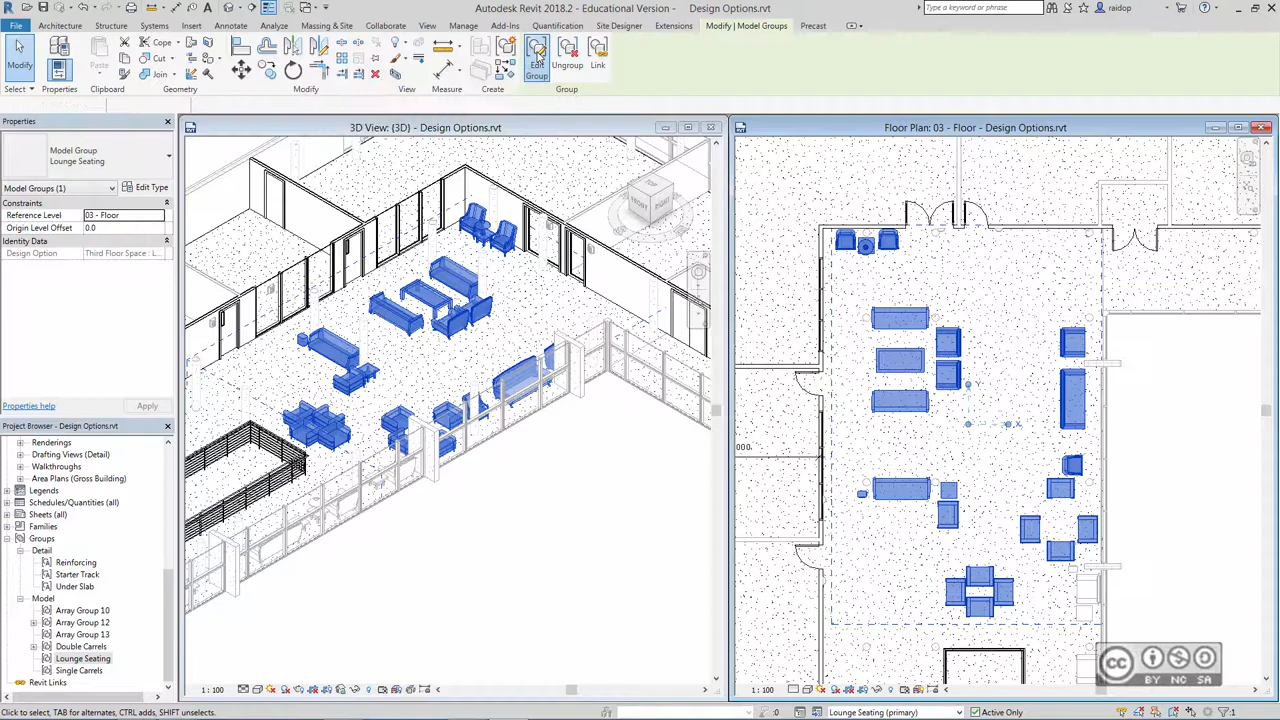 Autodesk Revit 2018.2 - Educational Version - Design Options.rvt
Type a keyword or phrase
raidop
File Architecture Structure Systems Insert Annotate Analyze Massing & Site Collaborate View Manage Add-Ins Quantification Site Designer Extensions Modify | Model Groups Precast
Modify Paste Cope Cut Join Edit Group Ungroup Link
Select Properties Clipboard Geometry Modify View Measure Create Group
Properties
3D View: {3D} - Design Options.rvt
Floor Plan: 03 - Floor - Design Options.rvt
Model Group
Lounge Seating
Model Groups (1) Edit Type
Constraints
Reference Level 03 - Floor
Origin Level Offset 0.0
Identity Data
Design Option Third Floor Space : L...
FRONT RIGHT
000.
Properties help Apply
Project Browser - Design Options.rvt
Renderings
Drafting Views (Detail)
Walkthroughs
Area Plans (Gross Building)
Legends
Schedules/Quantities (all)
Sheets (all)
Families
Groups
Detail
Reinforcing
Starter Track
Under Slab
Model
Array Group 10
Array Group 12
Array Group 13
Double Carrels
Lounge Seating
Single Carrels
Revit Links
1 : 100
1 : 100
cc BY NC SA
Click to select, TAB for alternates, CTRL adds, SHIFT unselects.
:0
Lounge Seating (primary)
Active Only
:1